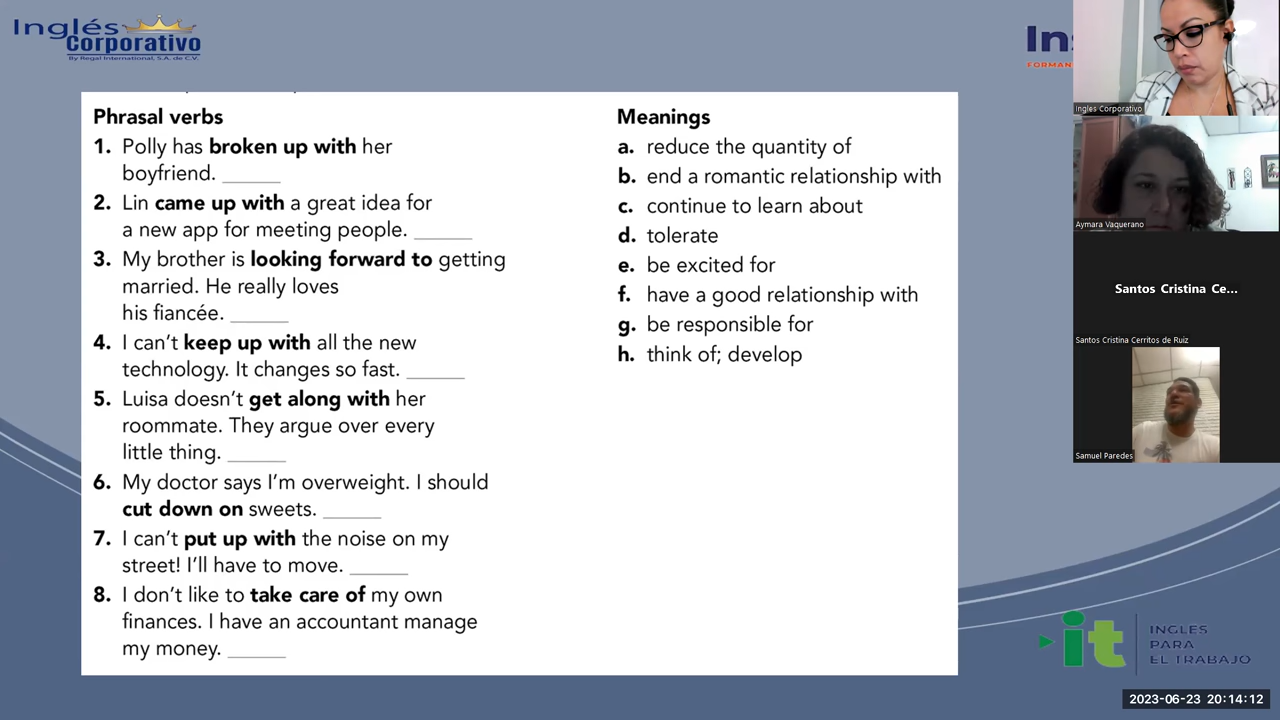 Inglés
Corporativo
By Regal International, S.A. de C.V.
Phrasal verbs
1. Polly has broken up with her
boyfriend. ______
2. Lin came up with a great idea for
a new app for meeting people. ______
3. My brother is looking forward to getting
married. He really loves
his fiancée. ______
4. I can't keep up with all the new
technology. It changes so fast. ______
5. Luisa doesn't get along with her
roommate. They argue over every
little thing. ______
6. My doctor says I'm overweight. I should
cut down on sweets. ______
7. I can't put up with the noise on my
street! I'll have to move. ______
8. I don't like to take care of my own
finances. I have an accountant manage
my money. ______
Meanings
a. reduce the quantity of
b. end a romantic relationship with
c. continue to learn about
d. tolerate
e. be excited for
f. have a good relationship with
g. be responsible for
h. think of; develop
Ingles Corporativo
Aymara Vaquerano
Santos Cristina Ce...
Santos Cristina Cerritos de Ruiz
Samuel Paredes
it
INGLES
PARA
EL TRABAJO
2023-06-23 20:14:12